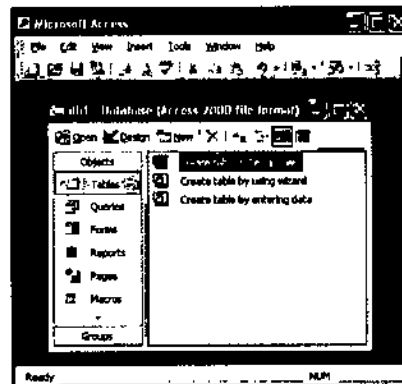 Microsoft Access
File Edit View Insert Tools Window Help
Database (Access 2000 file format)
Open Design New
Objects
Tables
Create table by using wizard
Queries
Create table by entering data
Forms
Reports
Pages
Macros
Groups
Ready NUM